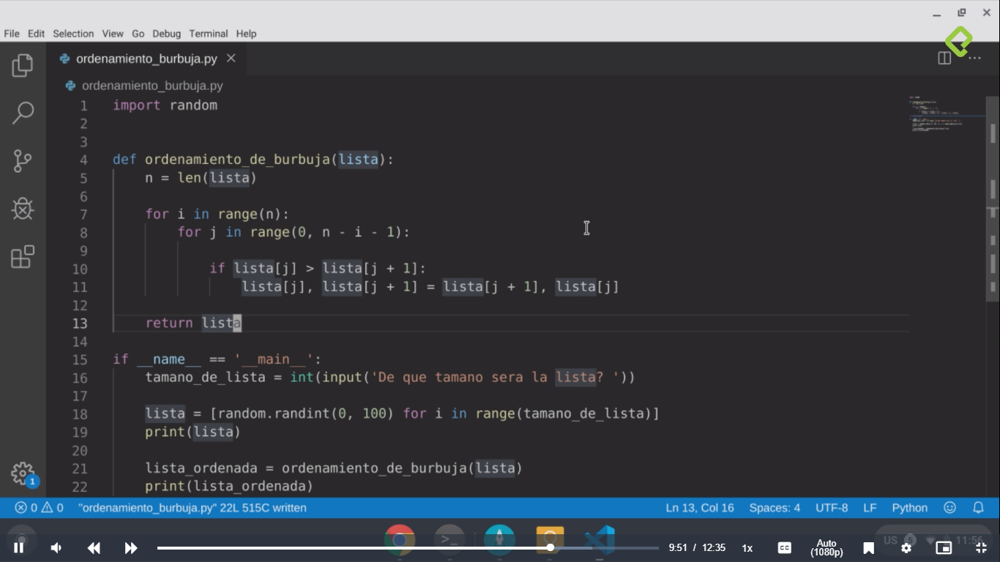 File Edit Selection View Go Debug Terminal Help
ordenamiento_burbuja.py
ordenamiento_burbuja.py
1 import random
2
3
4 def ordenamiento_de_burbuja(lista):
5 n = len(lista)
6
7 for i in range(n):
8 for j in range(0, n - i - 1):
9
10 if lista[j] > lista[j + 1]:
11 lista[j], lista[j + 1] = lista[j + 1], lista[j]
12
13 return lista
14
15 if __name__ == '__main__':
16 tamano_de_lista = int(input('De que tamano sera la lista? '))
17
18 lista = [random.randint(0, 100) for i in range(tamano_de_lista)]
19 print(lista)
20
21 lista_ordenada = ordenamiento_de_burbuja(lista)
22 print(lista_ordenada)
1
0 0 "ordenamiento_burbuja.py" 22L 515C written Ln 13, Col 16 Spaces: 4 UTF-8 LF Python
US 11:56
9:51 / 12:35 1x CC Auto
(1080p)